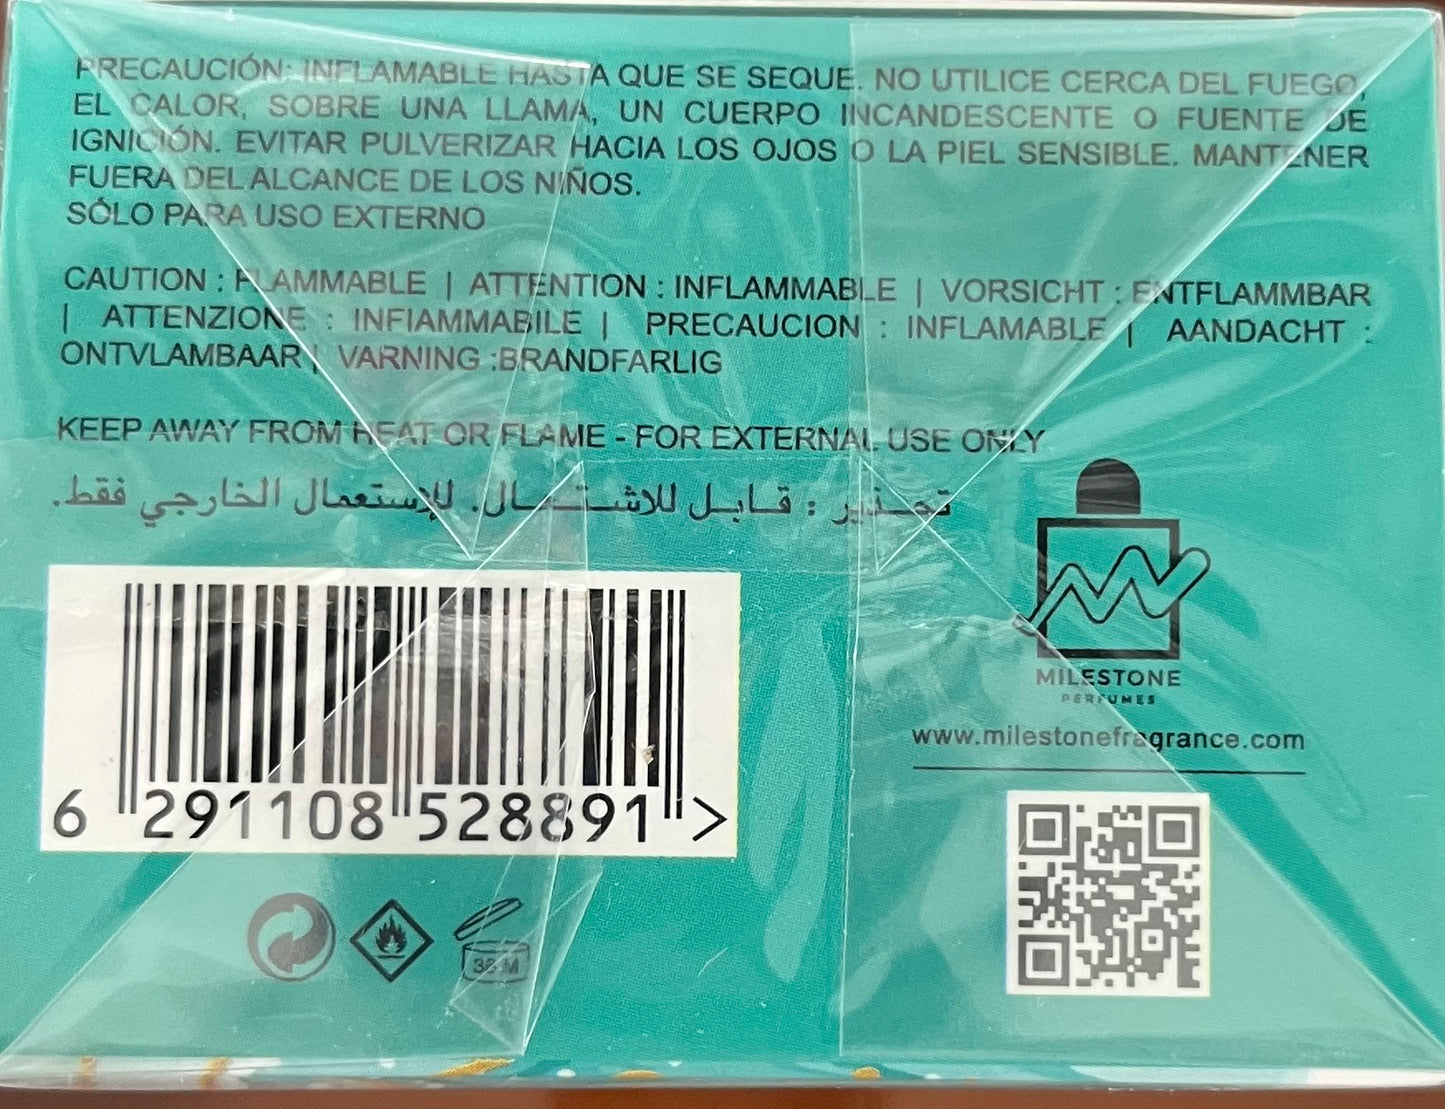 PRECAUCIÓN: INFLAMABLE HASTA QUE SE SEQUE. NO UTILICE CERCA DEL FUEGO,
EL CALOR, SOBRE UNA LLAMA, UN CUERPO INCANDESCENTE O FUENTE DE
IGNICIÓN. EVITAR PULVERIZAR HACIA LOS OJOS O LA PIEL SENSIBLE. MANTENER
FUERA DEL ALCANCE DE LOS NIÑOS.
SÓLO PARA USO EXTERNO
CAUTION : FLAMMABLE | ATTENTION : INFLAMMABLE | VORSICHT : ENTFLAMMBAR
| ATTENZIONE : INFIAMMABILE | PRECAUCION : INFLAMABLE | AANDACHT :
ONTVLAMBAAR | VARNING :BRANDFARLIG
KEEP AWAY FROM HEAT OR FLAME - FOR EXTERNAL USE ONLY
تحـــذير : قــابــل للاشــتــعــال. للإستعمال الخارجي فقط.
MILESTONE
PERFUMES
www.milestonefragrance.com
6 291108 528891 >
36 M